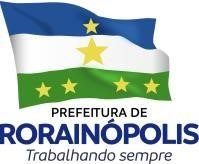 PREFEITURA DE
RORAINÓPOLIS
Trabalhando sempre